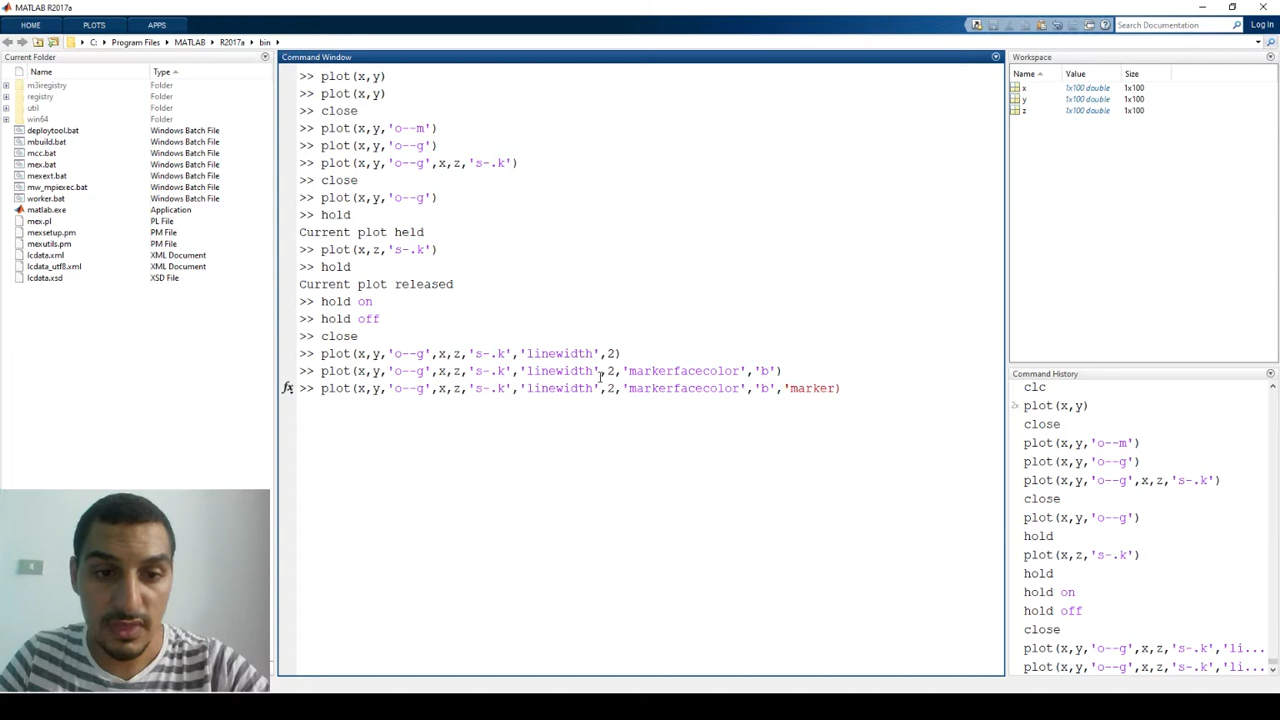 MATLAB R2017a
HOME PLOTS APPS
Search Documentation Log In
C: Program Files MATLAB R2017a bin
Current Folder
Name Type
m3iregistry Folder
registry Folder
util Folder
win64 Folder
deploytool.bat Windows Batch File
mbuild.bat Windows Batch File
mcc.bat Windows Batch File
mex.bat Windows Batch File
mexext.bat Windows Batch File
mw_mpiexec.bat Windows Batch File
worker.bat Windows Batch File
matlab.exe Application
mex.pl PL File
mexsetup.pm PM File
mexutils.pm PM File
lcdata.xml XML Document
lcdata_utf8.xml XML Document
lcdata.xsd XSD File
Command Window
>> plot(x,y)
>> plot(x,y)
>> close
>> plot(x,y,'o--m')
>> plot(x,y,'o--g')
>> plot(x,y,'o--g',x,z,'s-.k')
>> close
>> plot(x,y,'o--g')
>> hold
Current plot held
>> plot(x,z,'s-.k')
>> hold
Current plot released
>> hold on
>> hold off
>> close
>> plot(x,y,'o--g',x,z,'s-.k','linewidth',2)
>> plot(x,y,'o--g',x,z,'s-.k','linewidth',2,'markerfacecolor','b')
fx >> plot(x,y,'o--g',x,z,'s-.k','linewidth',2,'markerfacecolor','b','marker)
Workspace
Name Value Size
x 1x100 double 1x100
y 1x100 double 1x100
z 1x100 double 1x100
Command History
clc
2x plot(x,y)
close
plot(x,y,'o--m')
plot(x,y,'o--g')
plot(x,y,'o--g',x,z,'s-.k')
close
plot(x,y,'o--g')
hold
plot(x,z,'s-.k')
hold
hold on
hold off
close
plot(x,y,'o--g',x,z,'s-.k','li...
plot(x,y,'o--g',x,z,'s-.k','li...